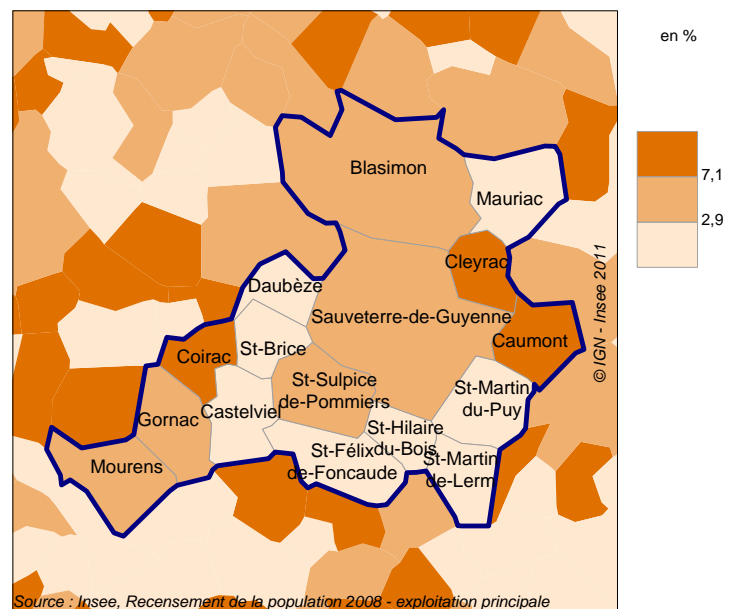 en %
7,1
2,9
Blasimon
Mauriac
Cleyrac
Daubèze
Sauveterre-de-Guyenne
Caumont
St-Brice
Coirac
St-Sulpice
de-Pommiers
St-Martin
du-Puy
Castelviel
Gornac
St-Hilaire
du-Bois
St-Félix
de-Foncaude
St-Martin
de-Lerm
Mourens
© IGN - Insee 2011
Source : Insee, Recensement de la population 2008 - exploitation principale